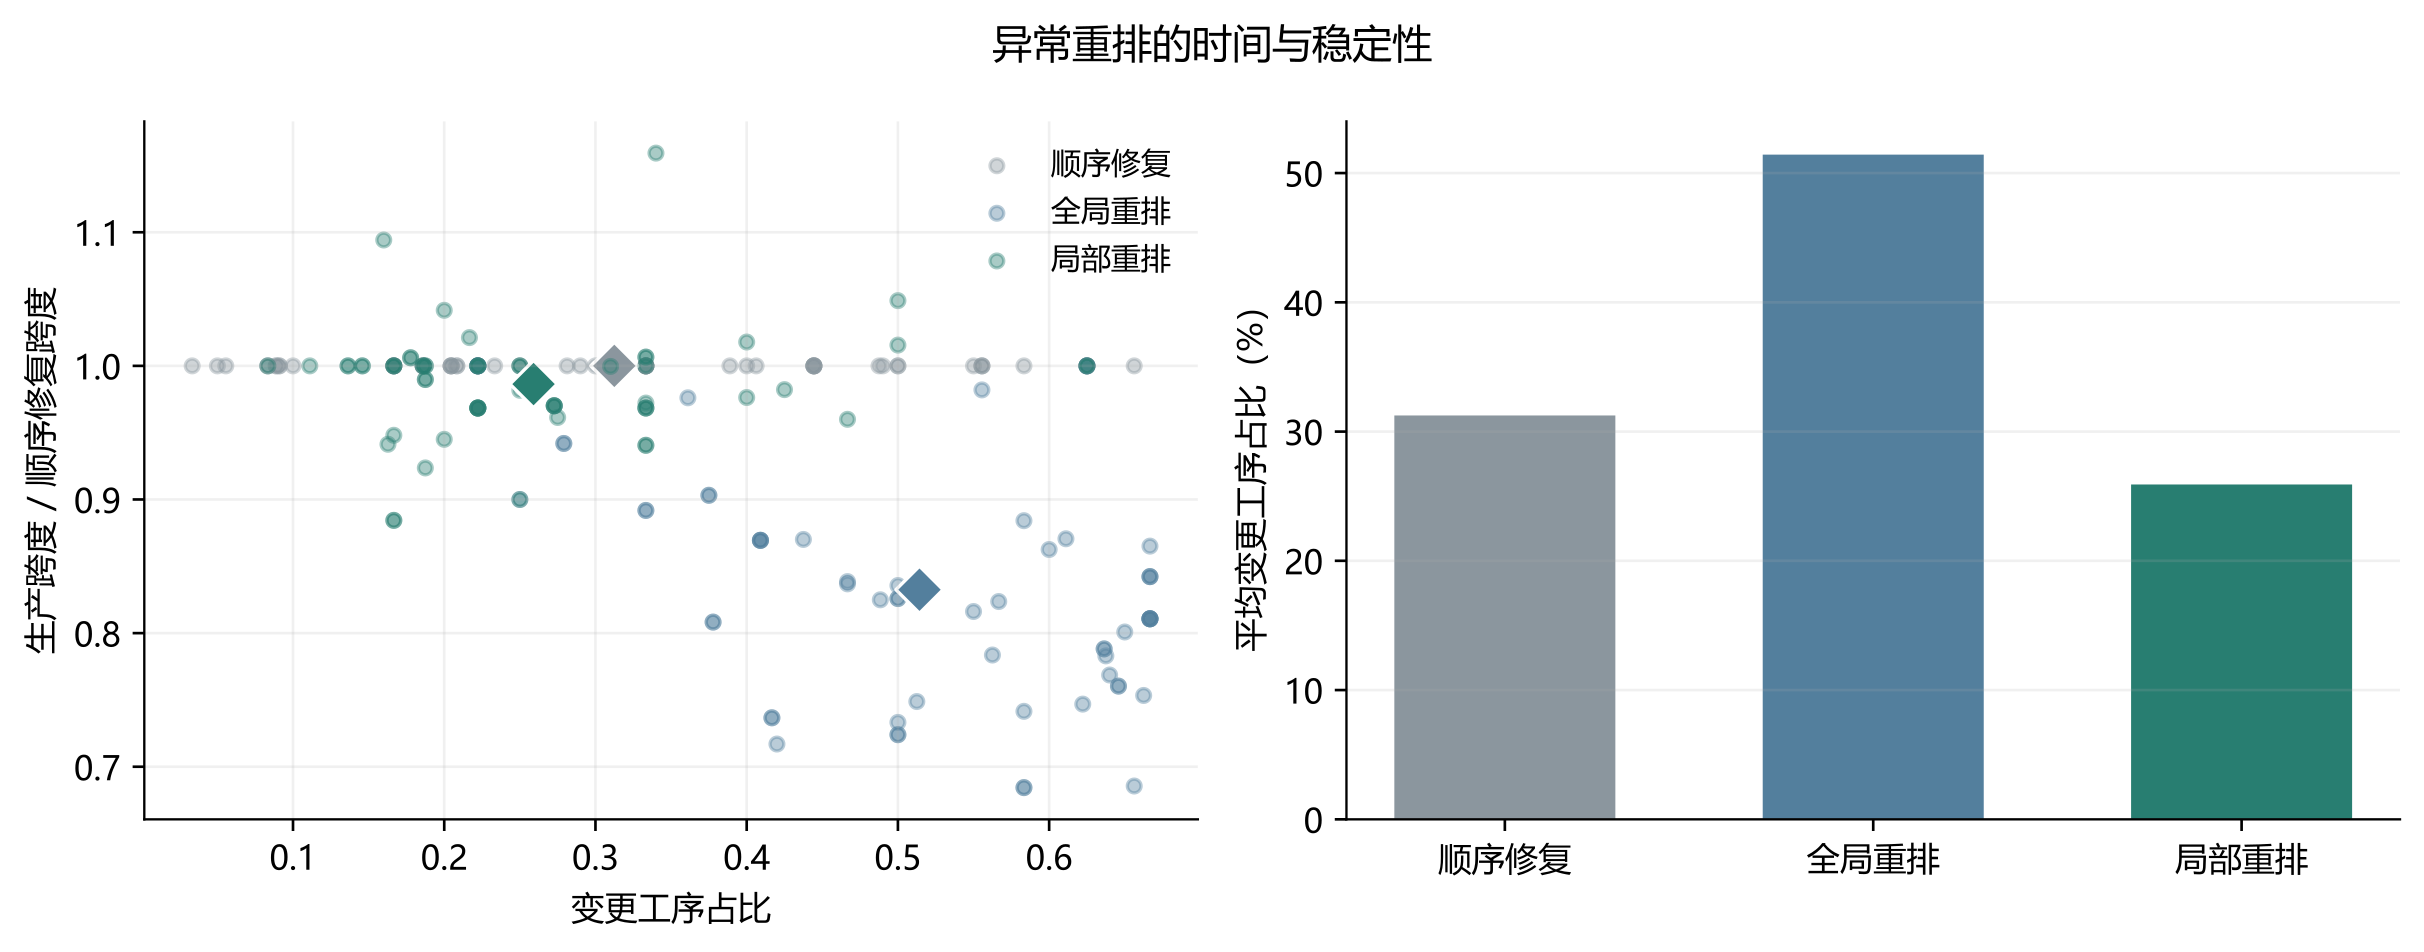 异常重排的时间与稳定性
生产跨度 / 顺序修复跨度
1.1
1.0
0.9
0.8
0.7
顺序修复
全局重排
局部重排
0.1 0.2 0.3 0.4 0.5 0.6
变更工序占比
平均变更工序占比（%）
50
40
30
20
10
0
顺序修复 全局重排 局部重排